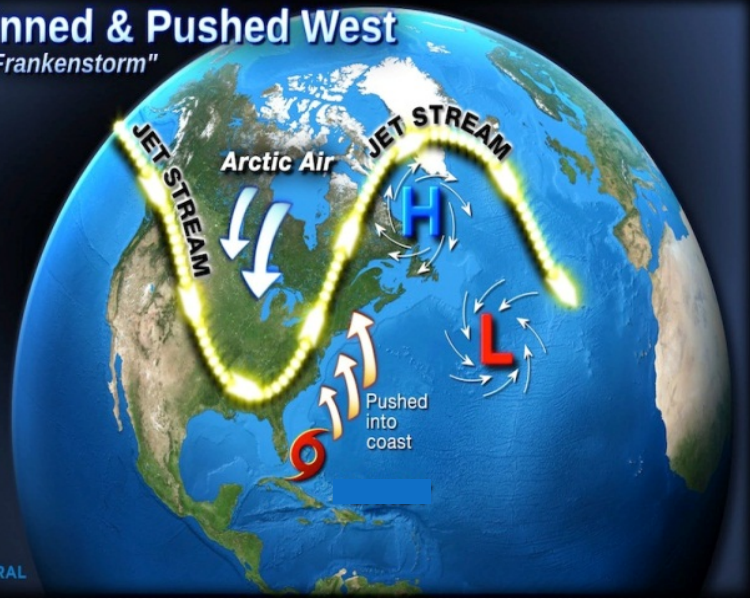 nned & Pushed West
Frankenstorm"
JET STREAM
JET STREAM
Arctic Air
H
L
Pushed
into
coast
RAL